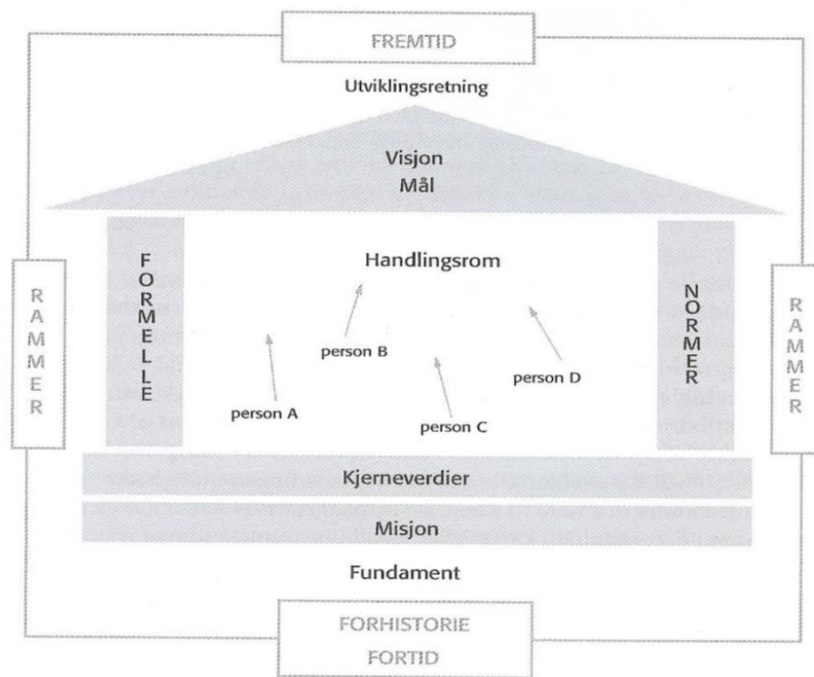 FREMTID
Utviklingsretning
Visjon
Mål
FORMELLE
Handlingsrom
NORMER
RAMMER
RAMMER
person B
person D
person A
person C
Kjerneverdier
Misjon
Fundament
FORHISTORIE
FORTID